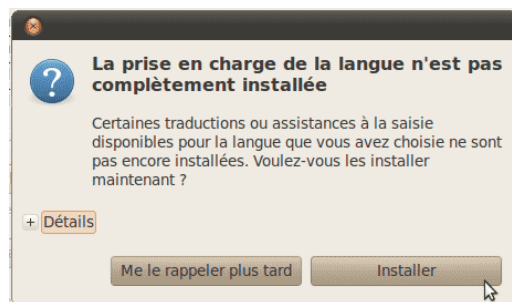 La prise en charge de la langue n'est pas
complètement installée
Certaines traductions ou assistances à la saisie
disponibles pour la langue que vous avez choisie ne sont
pas encore installées. Voulez-vous les installer
maintenant ?
Détails
Me le rappeler plus tard
Installer